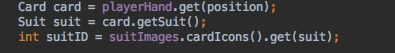 Card card = playerHand.get(position);
Suit suit = card.getSuit();
int suitID = suitImages.cardIcons().get(suit);